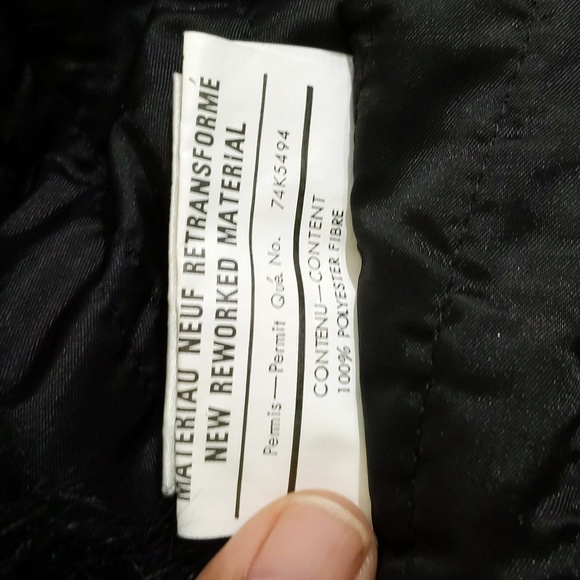 MATERIAU NEUF RETRANSFORMÉ
NEW REWORKED MATERIAL
Permis—Permit Qué. No. 74K5494
CONTENU—CONTENT
100% POLYESTER FIBRE